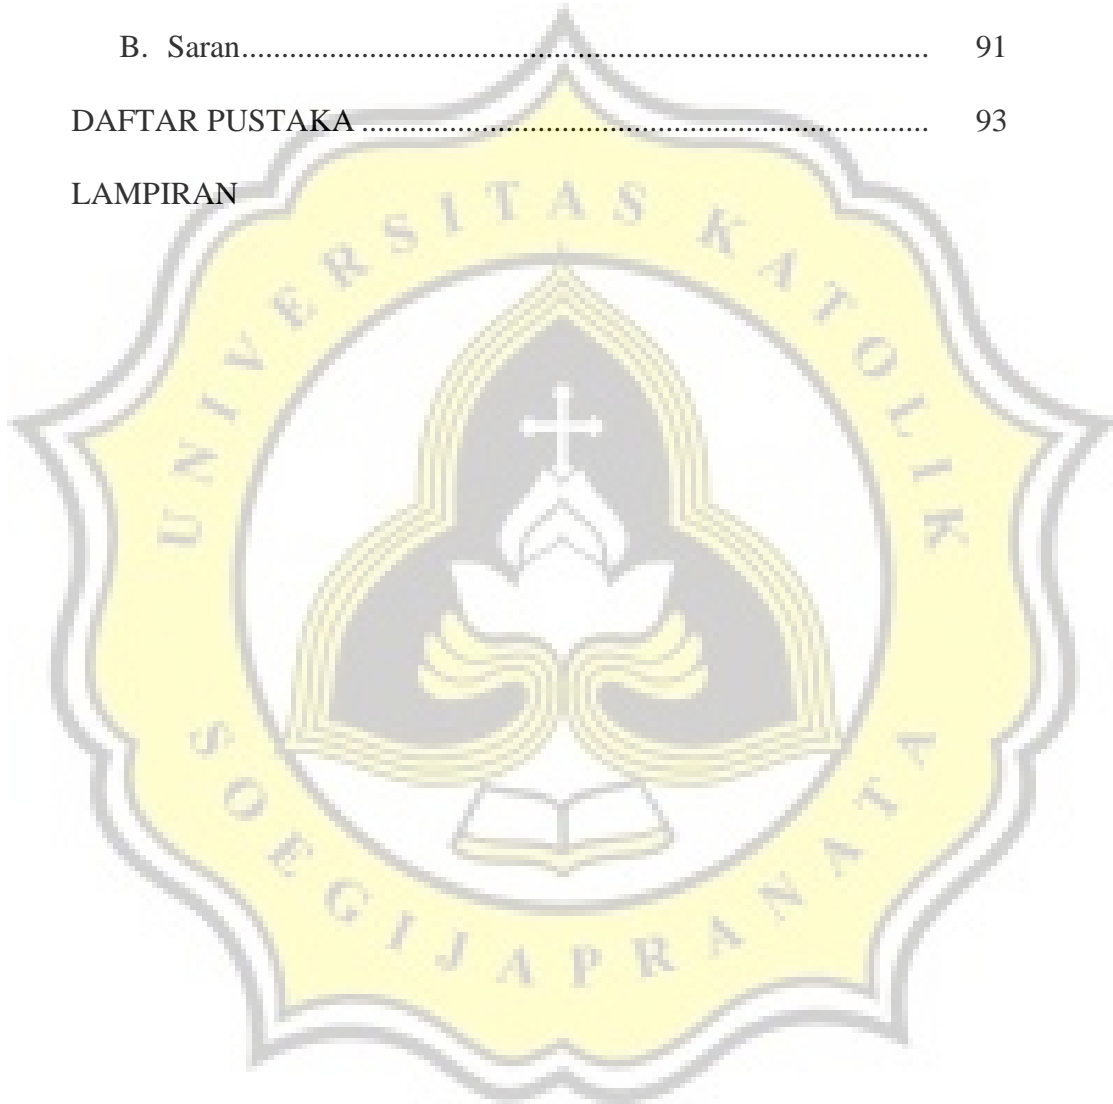 B. Saran........................................................................................ 91
DAFTAR PUSTAKA ........................................................................ 93
LAMPIRAN
UNIVERSITAS KATOLIK
SOEGIJAPRANATA